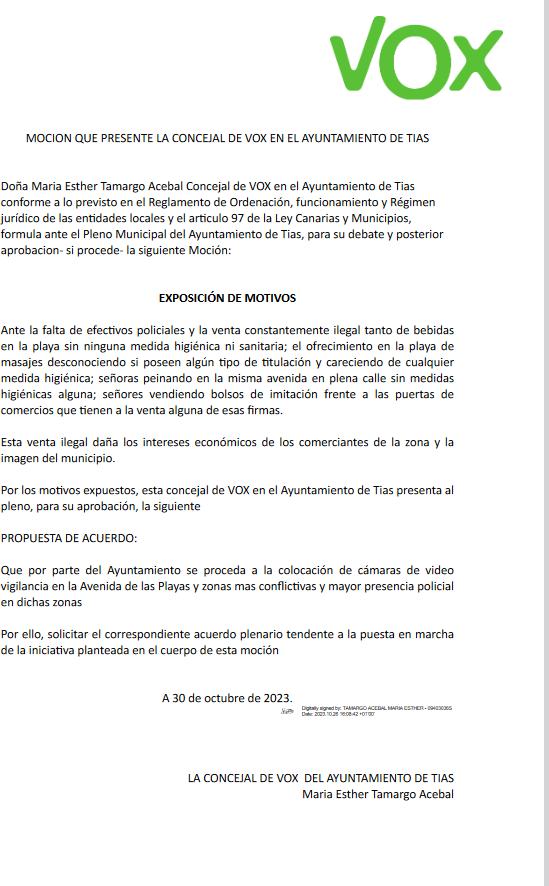 VOX
MOCION QUE PRESENTE LA CONCEJAL DE VOX EN EL AYUNTAMIENTO DE TIAS
Doña Maria Esther Tamargo Acebal Concejal de VOX en el Ayuntamiento de Tias
conforme a lo previsto en el Reglamento de Ordenación, funcionamiento y Régimen
jurídico de las entidades locales y el articulo 97 de la Ley Canarias y Municipios,
formula ante el Pleno Municipal del Ayuntamiento de Tias, para su debate y posterior
aprobacion- si procede- la siguiente Moción:
EXPOSICIÓN DE MOTIVOS
Ante la falta de efectivos policiales y la venta constantemente ilegal tanto de bebidas
en la playa sin ninguna medida higiénica ni sanitaria; el ofrecimiento en la playa de
masajes desconociendo si poseen algún tipo de titulación y careciendo de cualquier
medida higiénica; señoras peinando en la misma avenida en plena calle sin medidas
higiénicas alguna; señores vendiendo bolsos de imitación frente a las puertas de
comercios que tienen a la venta alguna de esas firmas.
Esta venta ilegal daña los intereses económicos de los comerciantes de la zona y la
imagen del municipio.
Por los motivos expuestos, esta concejal de VOX en el Ayuntamiento de Tias presenta al
pleno, para su aprobación, la siguiente
PROPUESTA DE ACUERDO:
Que por parte del Ayuntamiento se proceda a la colocación de cámaras de video
vigilancia en la Avenida de las Playas y zonas mas conflictivas y mayor presencia policial
en dichas zonas
Por ello, solicitar el correspondiente acuerdo plenario tendente a la puesta en marcha
de la iniciativa planteada en el cuerpo de esta moción
A 30 de octubre de 2023.
Digitally signed by: TAMARGO ACEBAL MARIA ESTHER -
Date: 2023.10.26 16:08:42 +01'00'
LA CONCEJAL DE VOX DEL AYUNTAMIENTO DE TIAS
Maria Esther Tamargo Acebal